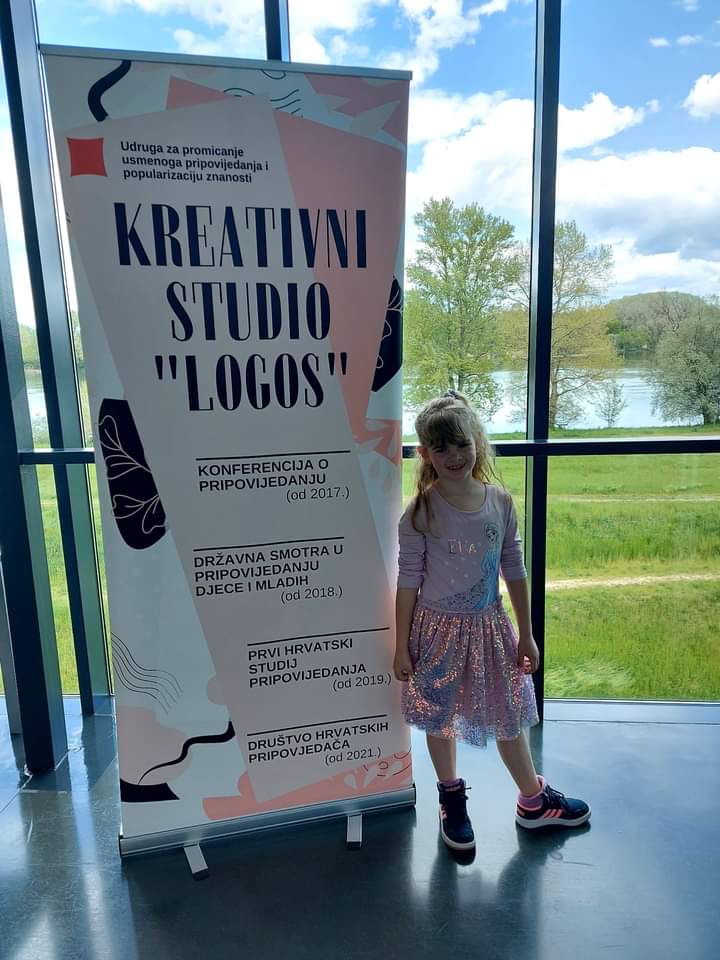 Udruga za promicanje
usmenoga pripovijedanja i
popularizaciju znanosti
KREATIVNI
STUDIO
"LOGOS"
KONFERENCIJA O
PRIPOVIJEDANJU
(od 2017.)
DRŽAVNA SMOTRA U
PRIPOVIJEDANJU
DJECE I MLADIH
(od 2018.)
PRVI HRVATSKI
STUDIJ
PRIPOVIJEDANJA
(od 2019.)
DRUŠTVO HRVATSKIH
PRIPOVJEDAČA
(od 2021.)